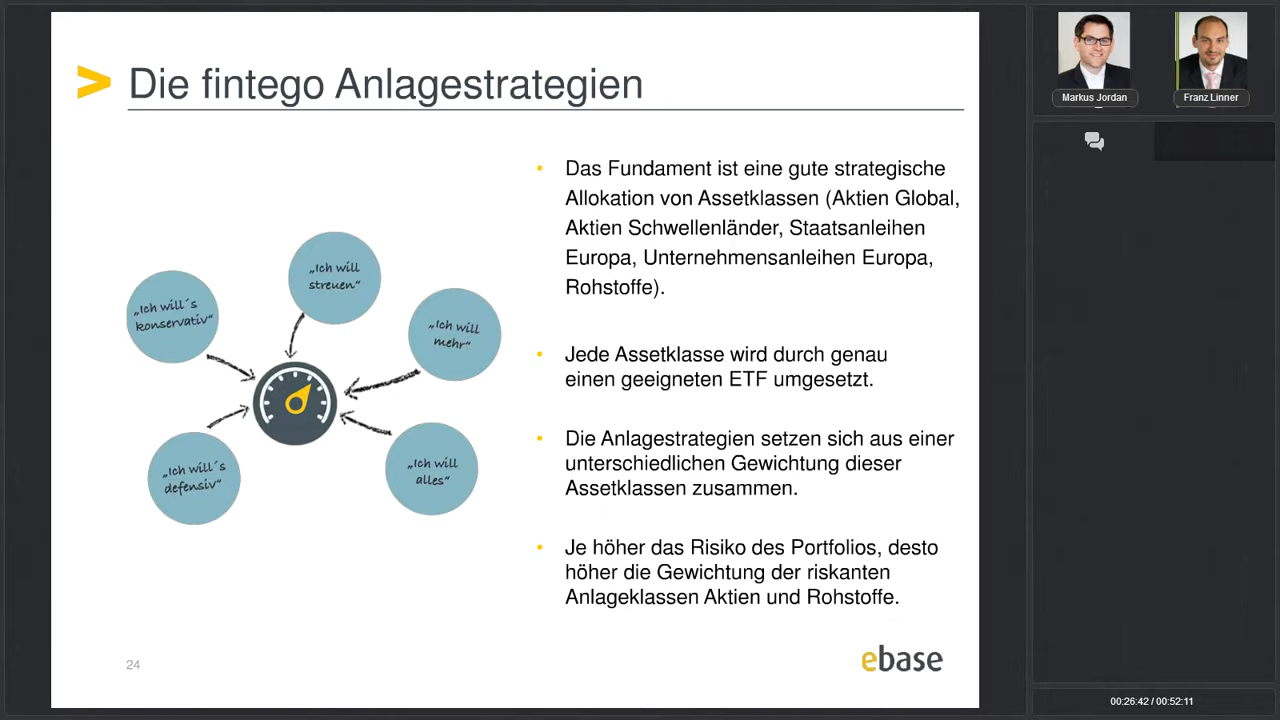 > Die fintego Anlagestrategien
„Ich will
streuen“
„Ich will´s
konservativ“
„Ich will
mehr“
„Ich will´s
defensiv“
„Ich will
alles“
• Das Fundament ist eine gute strategische
Allokation von Assetklassen (Aktien Global,
Aktien Schwellenländer, Staatsanleihen
Europa, Unternehmensanleihen Europa,
Rohstoffe).
• Jede Assetklasse wird durch genau
einen geeigneten ETF umgesetzt.
• Die Anlagestrategien setzen sich aus einer
unterschiedlichen Gewichtung dieser
Assetklassen zusammen.
• Je höher das Risiko des Portfolios, desto
höher die Gewichtung der riskanten
Anlageklassen Aktien und Rohstoffe.
24
ebase
Markus Jordan
Franz Linner
00:26:42 / 00:52:11